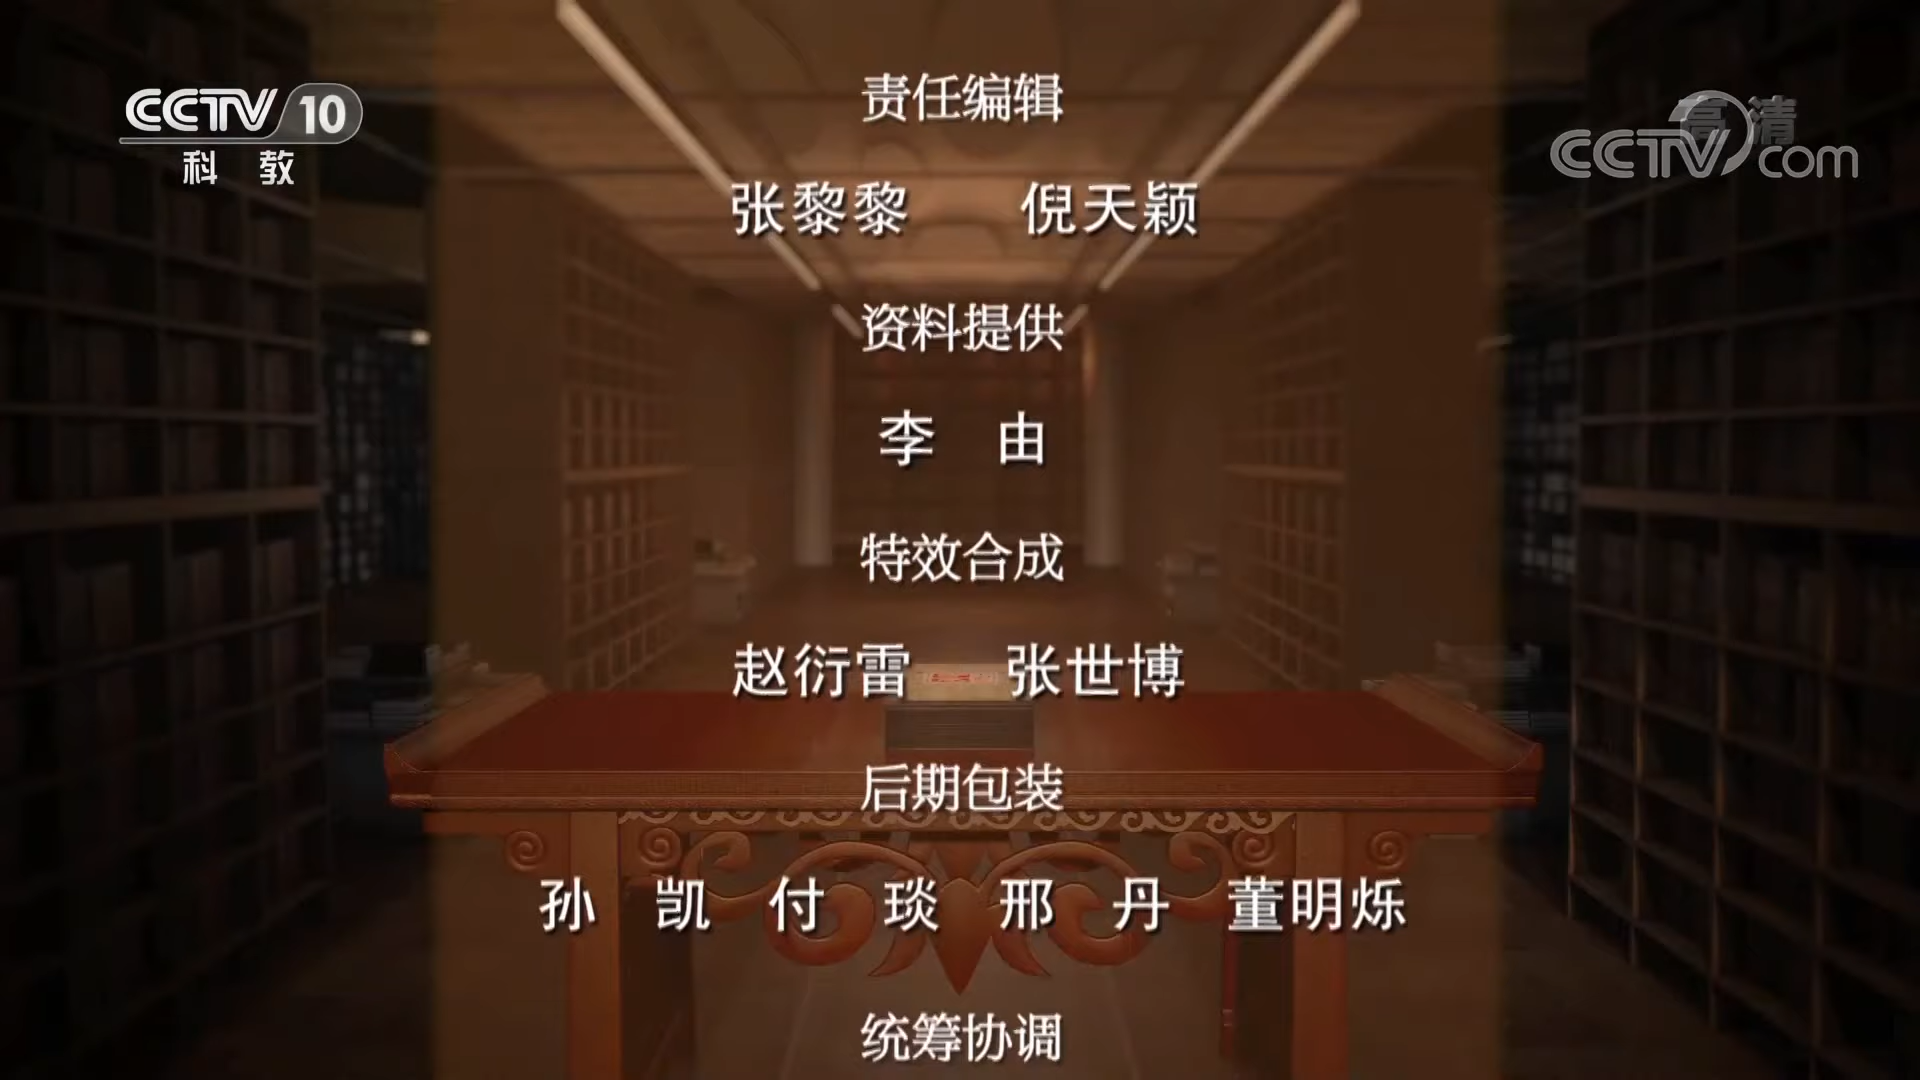 CCTV 10
科 教
高清
CCTV.com
责任编辑
张黎黎 倪天颖
资料提供
李 由
特效合成
赵衍雷 张世博
后期包装
孙 凯 付 琰 邢 丹 董明烁
统筹协调